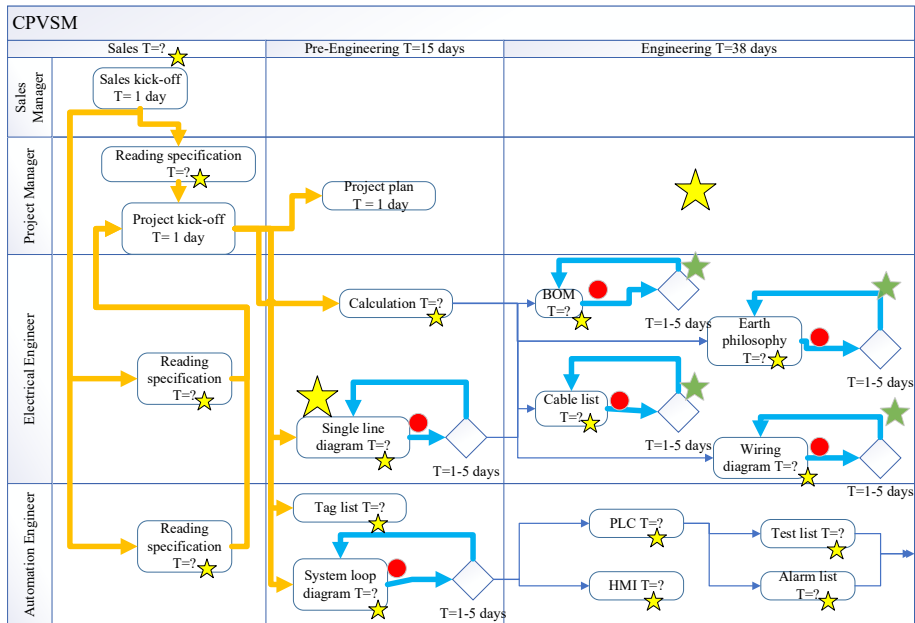 CPVSM
Sales T=?
Pre-Engineering T=15 days
Engineering T=38 days
Sales
Manager
Sales kick-off
T= 1 day
Project Manager
Reading specification
T=?
Project kick-off
T= 1 day
Project plan
T = 1 day
Electrical Engineer
Calculation T=?
BOM
T=?
T=1-5 days
Earth
philosophy
T=?
T=1-5 days
Reading
specification
T=?
Single line
diagram T=?
T=1-5 days
Cable list
T=?
T=1-5 days
Wiring
diagram T=?
T=1-5 days
Automation Engineer
Reading
specification
T=?
Tag list T=?
System loop
diagram T=?
T=1-5 days
PLC T=?
HMI T=?
Test list T=?
Alarm list
T=?